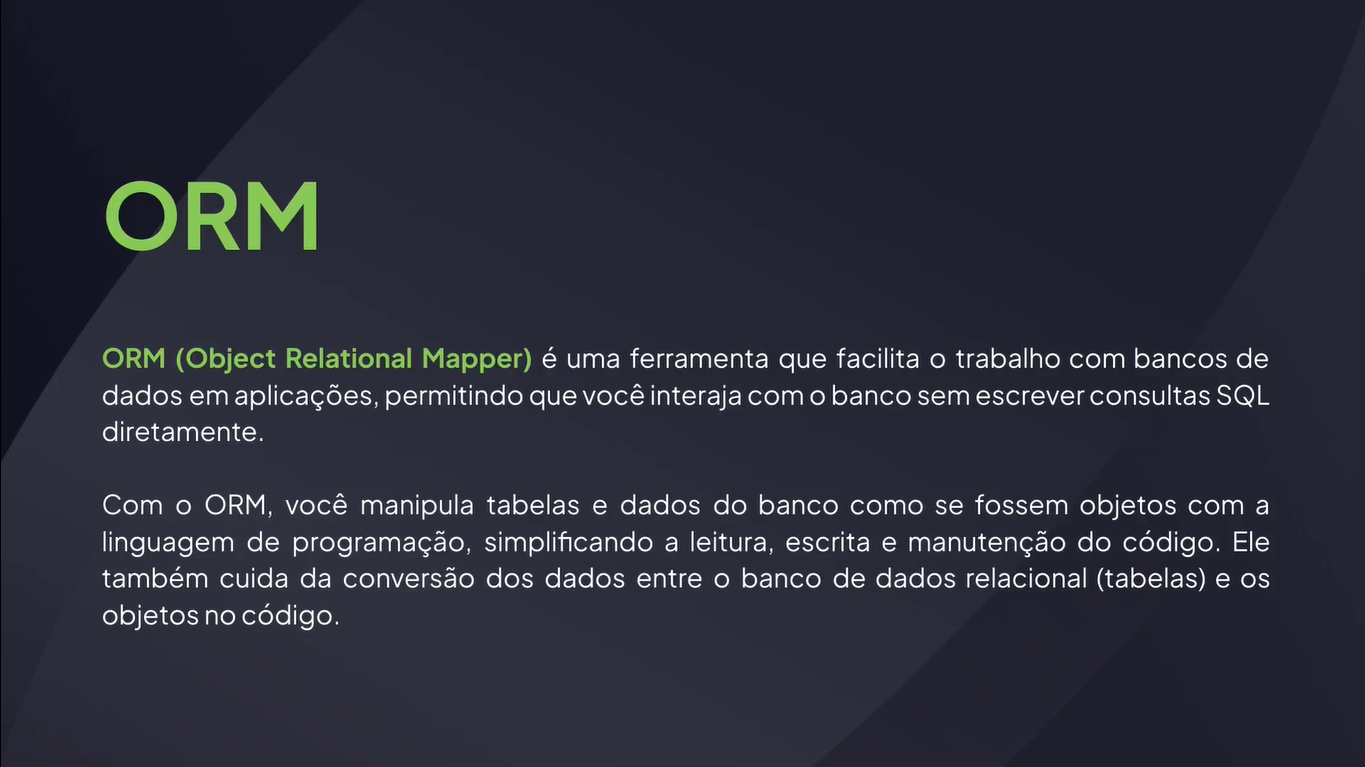 ORM
ORM (Object Relational Mapper) é uma ferramenta que facilita o trabalho com bancos de
dados em aplicações, permitindo que você interaja com o banco sem escrever consultas SQL
diretamente.
Com o ORM, você manipula tabelas e dados do banco como se fossem objetos com a
linguagem de programação, simplificando a leitura, escrita e manutenção do código. Ele
também cuida da conversão dos dados entre o banco de dados relacional (tabelas) e os
objetos no código.